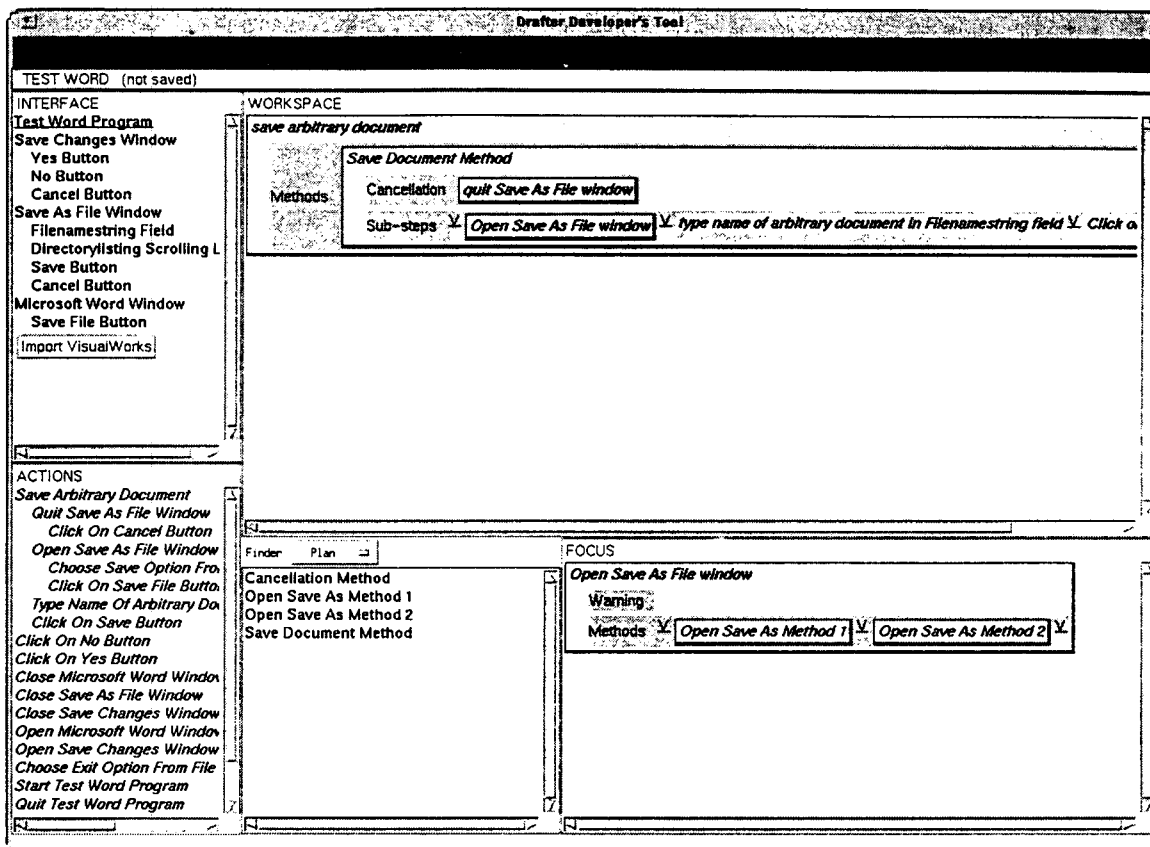 Drafter Developer's Tool
TEST WORD (not saved)
INTERFACE
Test Word Program
Save Changes Window
Yes Button
No Button
Cancel Button
Save As File Window
Filenamestring Field
Directorylisting Scrolling L
Save Button
Cancel Button
Microsoft Word Window
Save File Button
Import VisualWorks
WORKSPACE
save arbitrary document
Save Document Method
Methods
Cancellation quit Save As File window
Sub-steps Open Save As File window type name of arbitrary document in Filenamestring field Click o
ACTIONS
Save Arbitrary Document
Quit Save As File Window
Click On Cancel Button
Open Save As File Window
Choose Save Option Fro
Click On Save File Butto
Type Name Of Arbitrary Do
Click On Save Button
Click On No Button
Click On Yes Button
Close Microsoft Word Windo
Close Save As File Window
Close Save Changes Window
Open Microsoft Word Windo
Open Save Changes Window
Choose Exit Option From File
Start Test Word Program
Quit Test Word Program
Finder Plan
Cancellation Method
Open Save As Method 1
Open Save As Method 2
Save Document Method
FOCUS
Open Save As File window
Warning
Methods Open Save As Method 1 Open Save As Method 2